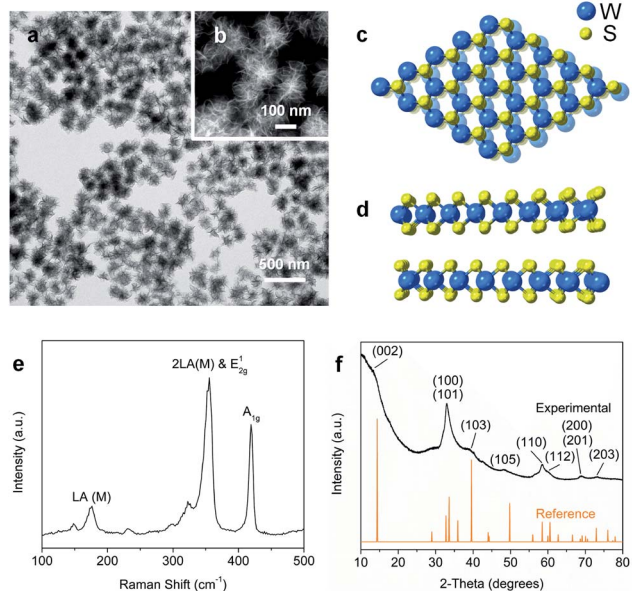 a
b
100 nm
500 nm
W
S
c
d
e
2LA(M) & E¹₂g
A₁g
LA (M)
Intensity (a.u.)
100 200 300 400 500
Raman Shift (cm⁻¹)
f
(002)
(100)
(101)
Experimental
(103)
(200)
(201)
(110)
(105)
(112)
(203)
Reference
Intensity (a.u.)
10 20 30 40 50 60 70 80
2-Theta (degrees)